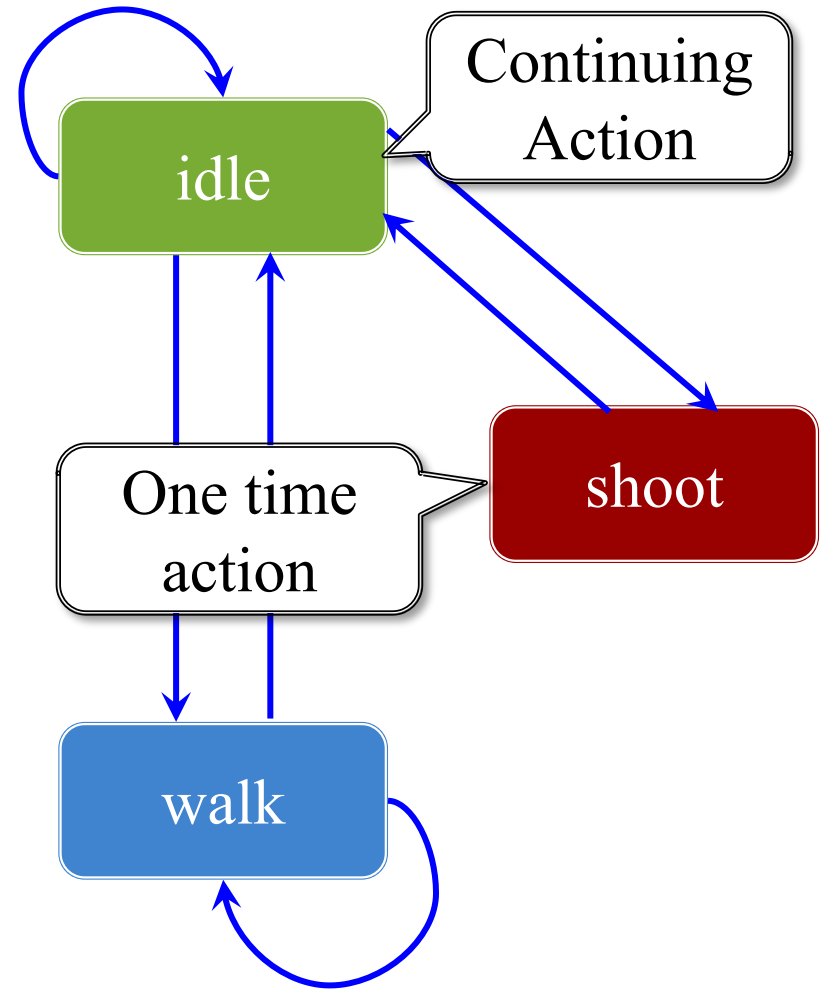 Continuing
Action
idle
One time
action
shoot
walk